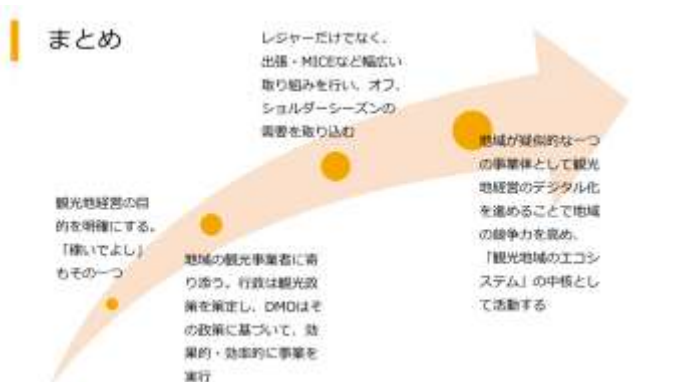 まとめ
観光地経営の目
的を明確にする。
「稼いでよし」
もその一つ
地域の観光事業者に寄
り添う。行政は観光政
策を策定し、DMOはそ
の政策に基づいて、効
果的・効率的に事業を
実行
レジャーだけでなく、
出張・MICEなど幅広い
取り組みを行い、オフ、
ショルダーシーズンの
需要を取り込む
地域が疑似的な一つ
の事業体として観光
地経営のデジタル化
を進めることで地域
の競争力を高め、
「観光地域のエコシ
ステム」の中核とし
て活動する